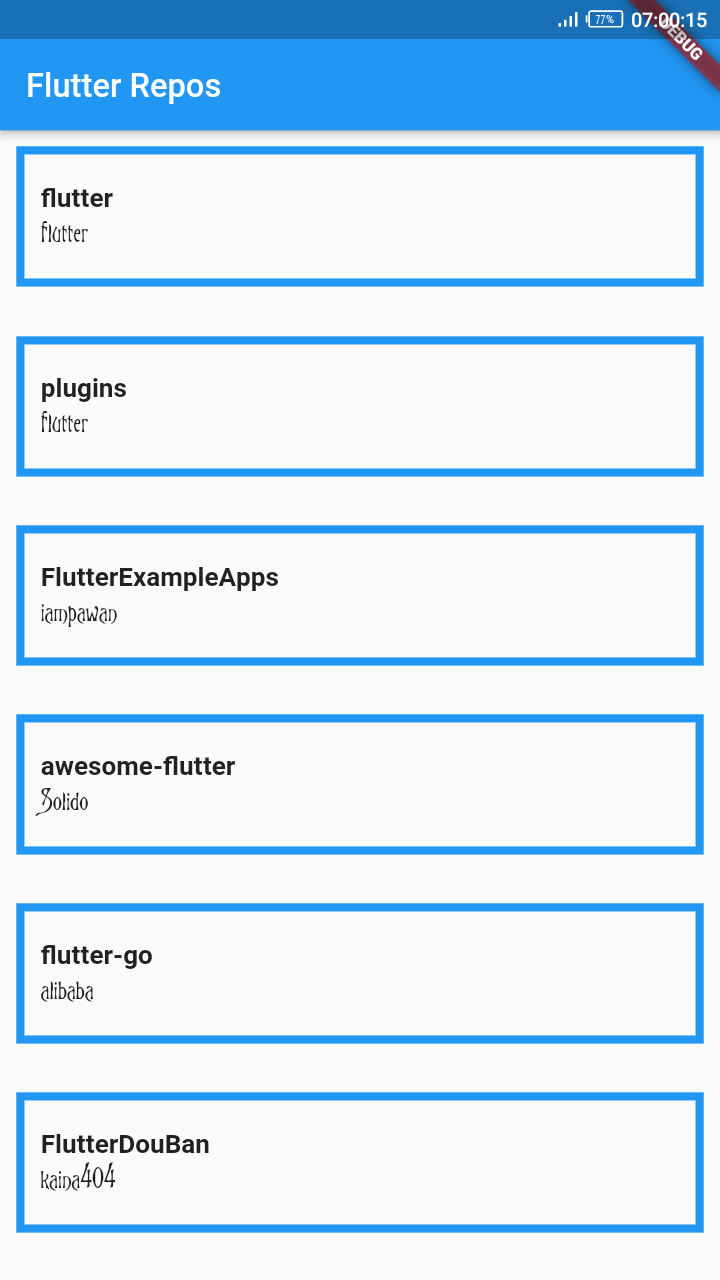 77% 07:00:15
DEBUG
Flutter Repos
flutter
flutter
plugins
flutter
FlutterExampleApps
iampawan
awesome-flutter
Solido
flutter-go
alibaba
FlutterDouBan
kaina404